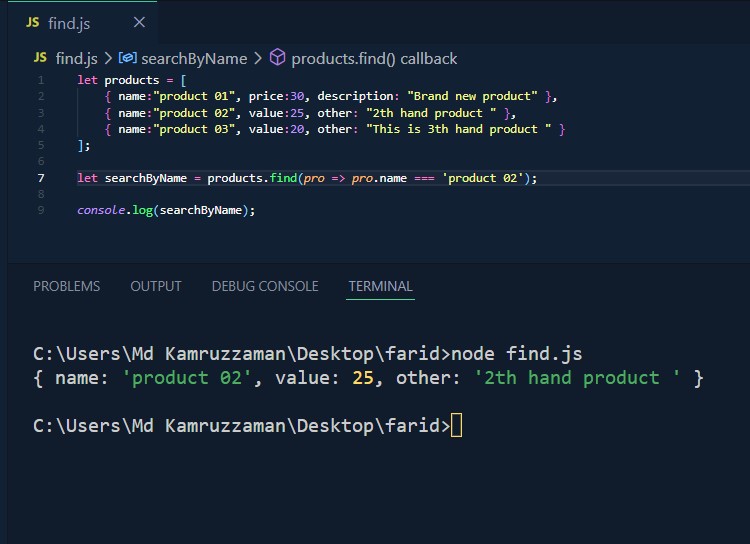 JS find.js ×
JS find.js > searchByName > products.find() callback
1 let products = [
2 { name:"product 01", price:30, description: "Brand new product" },
3 { name:"product 02", value:25, other: "2th hand product " },
4 { name:"product 03", value:20, other: "This is 3th hand product " }
5 ];
6
7 let searchByName = products.find(pro => pro.name === 'product 02');
8
9 console.log(searchByName);
PROBLEMS OUTPUT DEBUG CONSOLE TERMINAL
C:\Users\Md Kamruzzaman\Desktop\farid>node find.js
{ name: 'product 02', value: 25, other: '2th hand product ' }
C:\Users\Md Kamruzzaman\Desktop\farid>